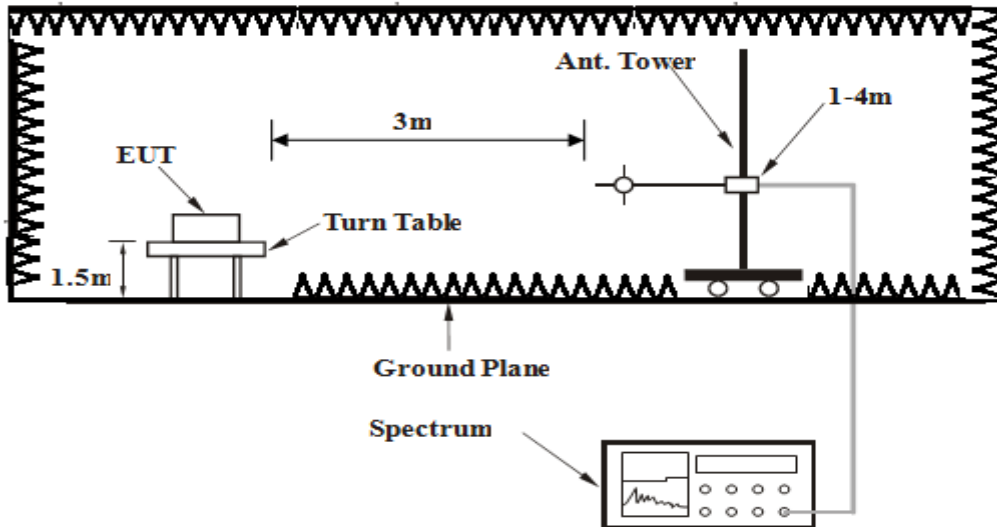 Ant. Tower
1-4m
3m
EUT
Turn Table
1.5m
Ground Plane
Spectrum